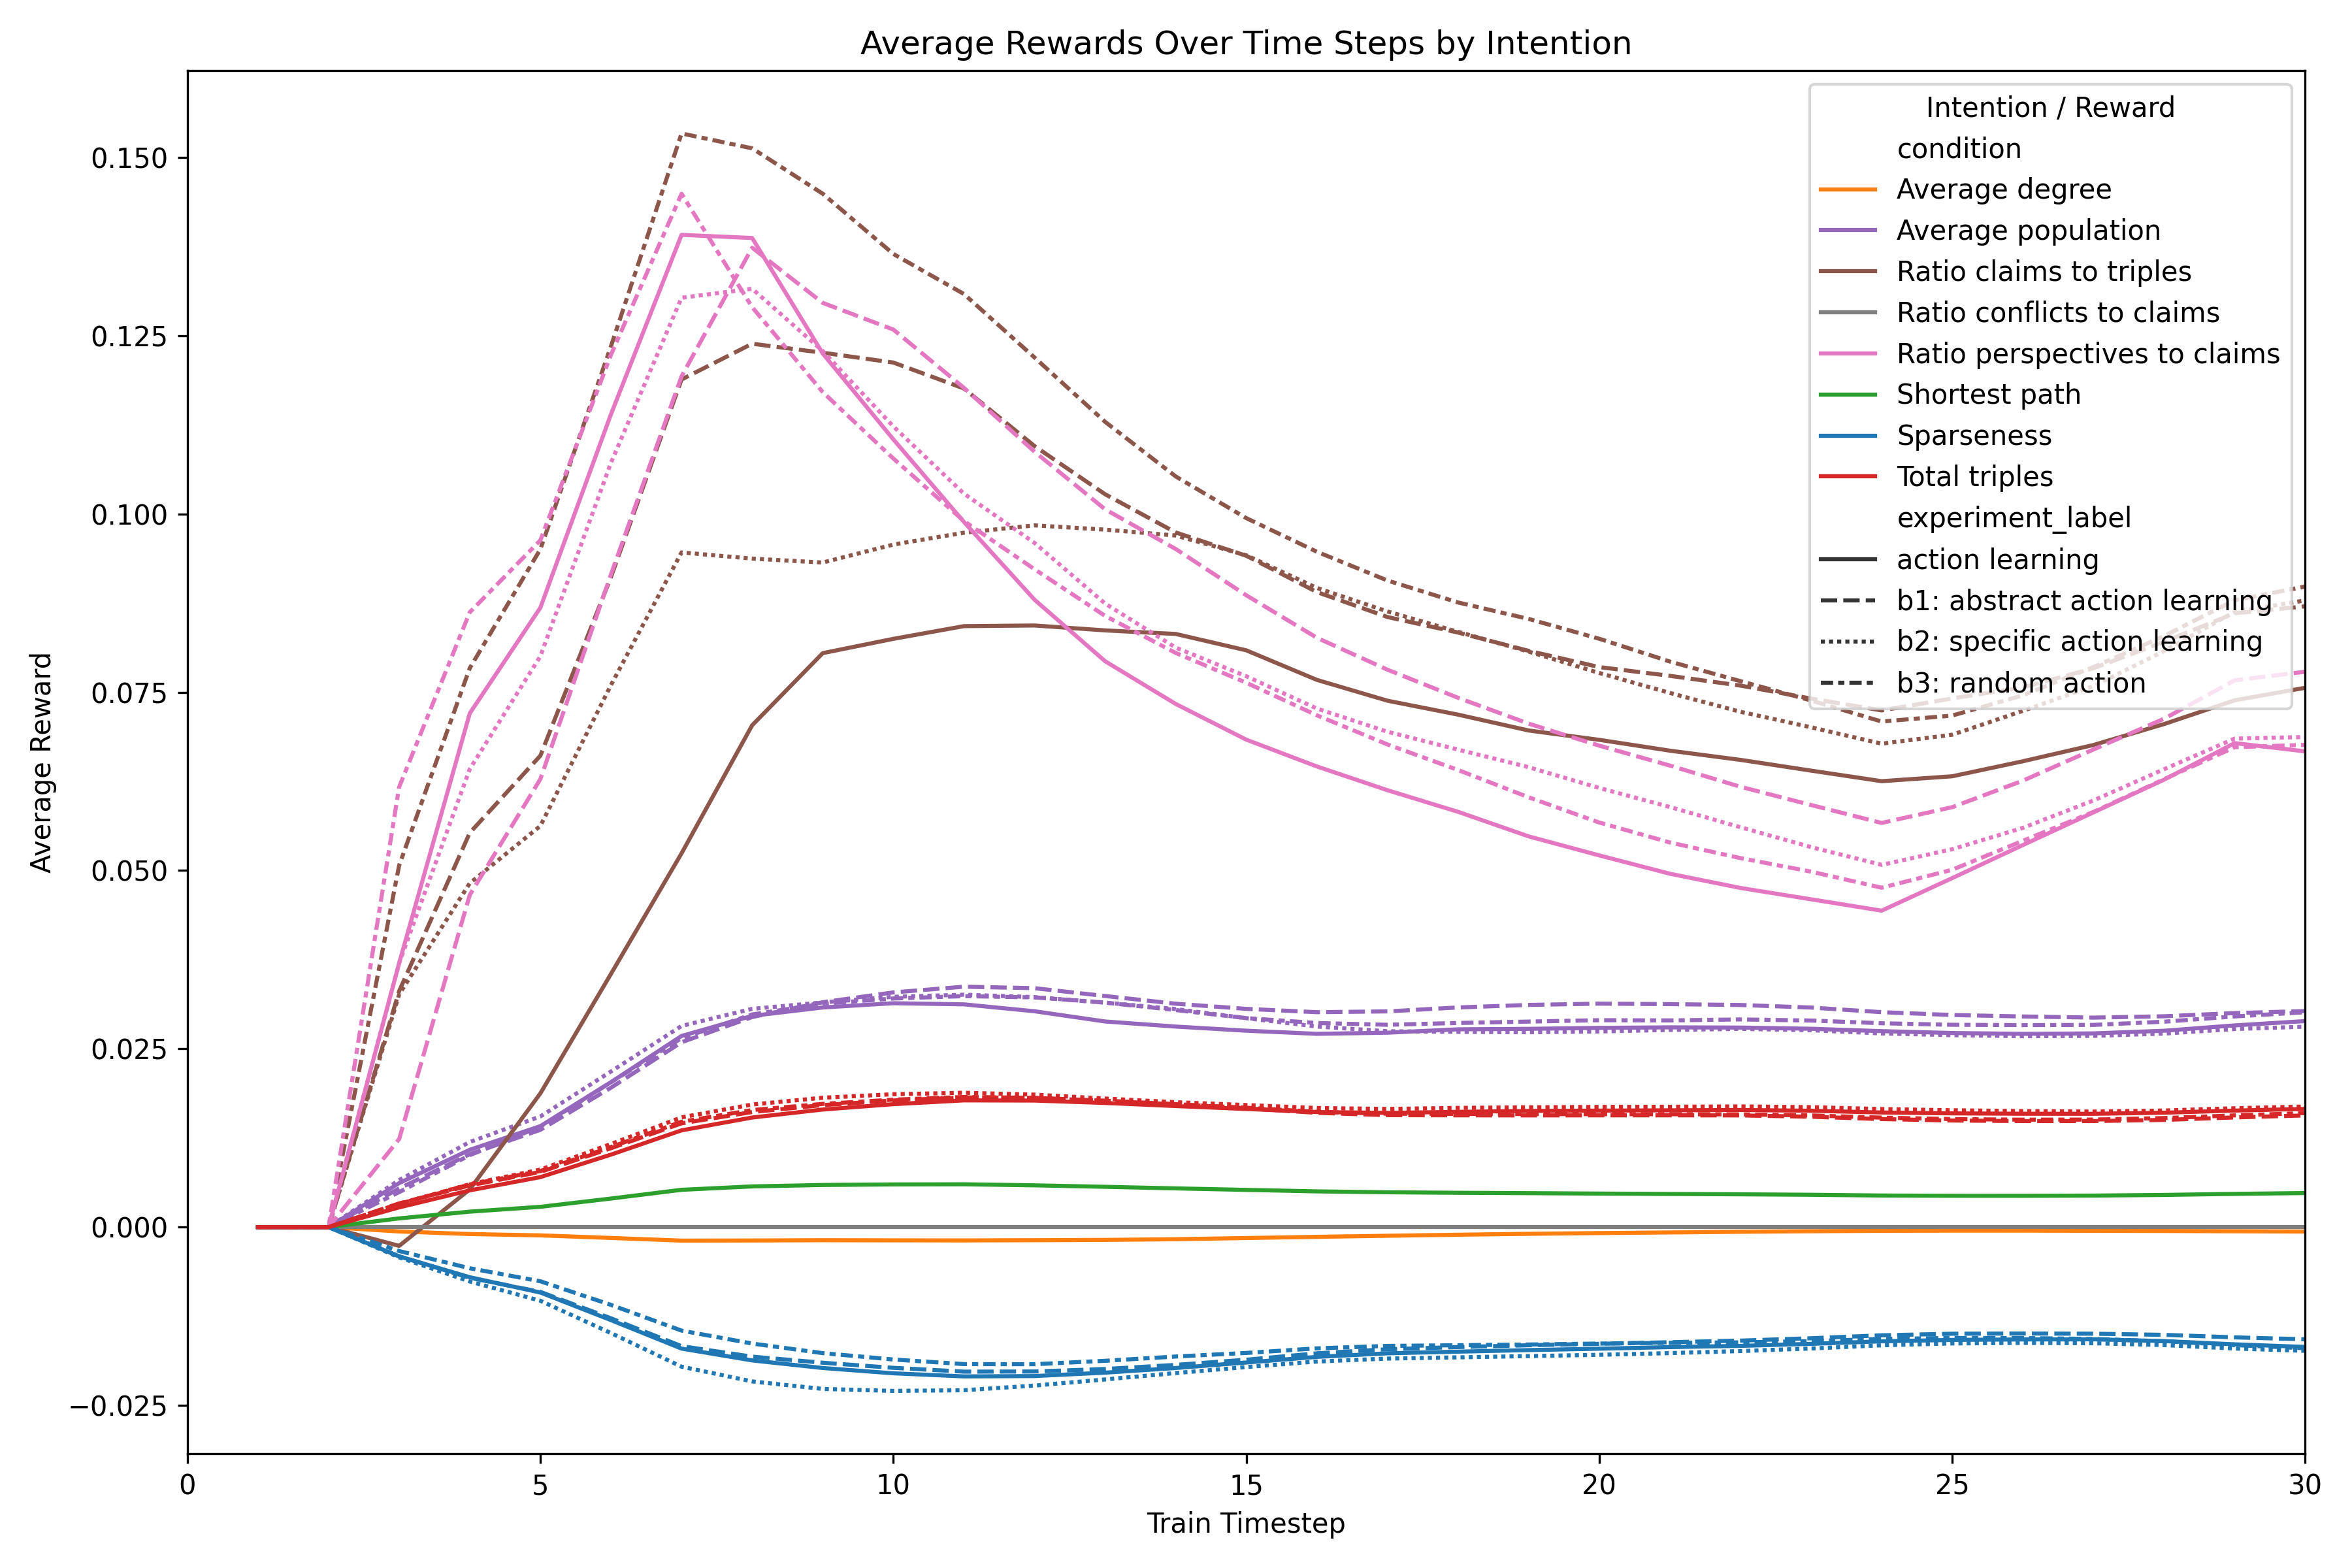 Average Rewards Over Time Steps by Intention
Average Reward
0.150
0.125
0.100
0.075
0.050
0.025
0.000
−0.025
0
5
10
15
20
25
30
Train Timestep
Intention / Reward
condition
Average degree
Average population
Ratio claims to triples
Ratio conflicts to claims
Ratio perspectives to claims
Shortest path
Sparseness
Total triples
experiment_label
action learning
b1: abstract action learning
b2: specific action learning
b3: random action